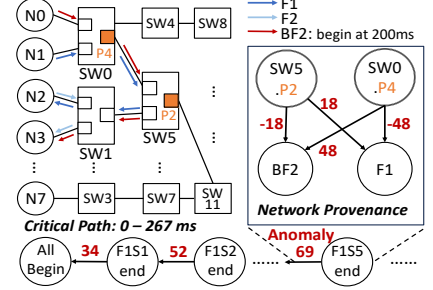 F1
F2
BF2: begin at 200ms
N0
N1
N2
N3
⋮
N7
P4
SW0
SW4
SW8
SW1
P2
SW5
⋮
⋮
⋮
SW3
SW7
SW
11
SW5
.P2
SW0
.P4
18
-18
-48
48
BF2
F1
Network Provenance
Critical Path: 0 – 267 ms
Anomaly
All
Begin
34
F1S1
end
52
F1S2
end
......
69
F1S5
end
......